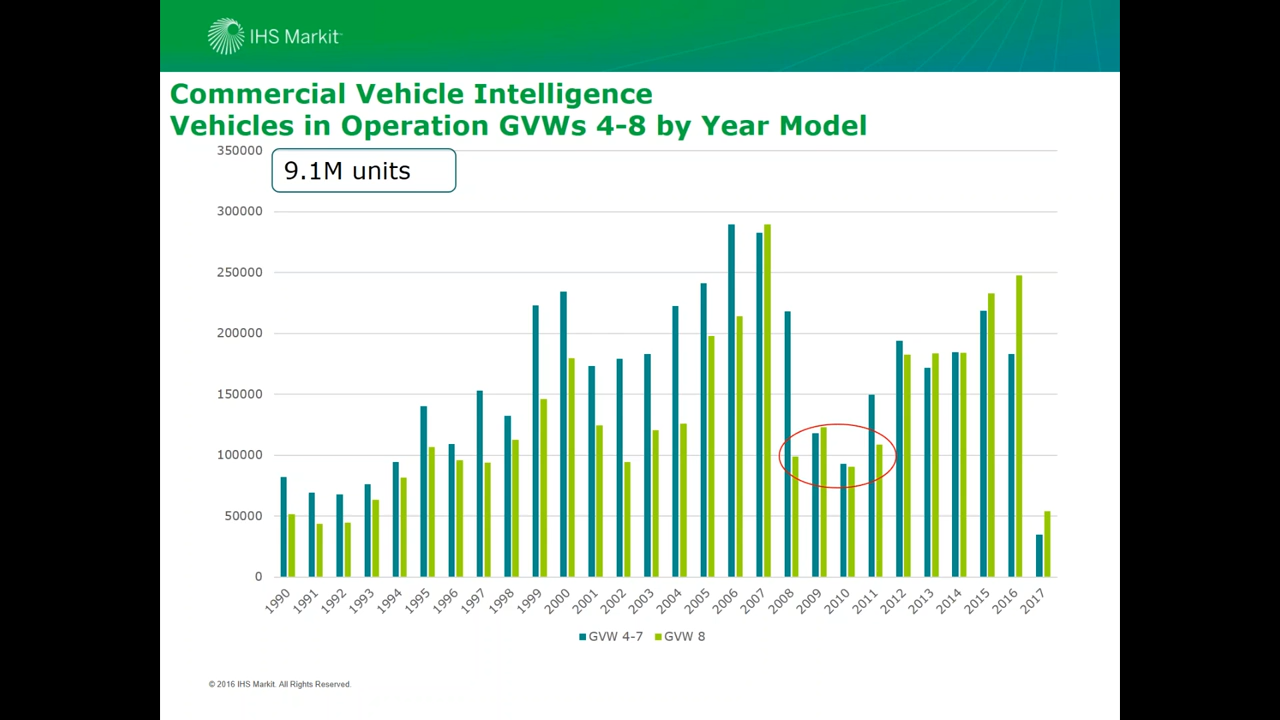 IHS Markit
Commercial Vehicle Intelligence
Vehicles in Operation GVWs 4-8 by Year Model
9.1M units
350000
300000
250000
200000
150000
100000
50000
0
1990 1991 1992 1993 1994 1995 1996 1997 1998 1999 2000 2001 2002 2003 2004 2005 2006 2007 2008 2009 2010 2011 2012 2013 2014 2015 2016 2017
GVW 4-7 GVW 8
© 2016 IHS Markit. All Rights Reserved.